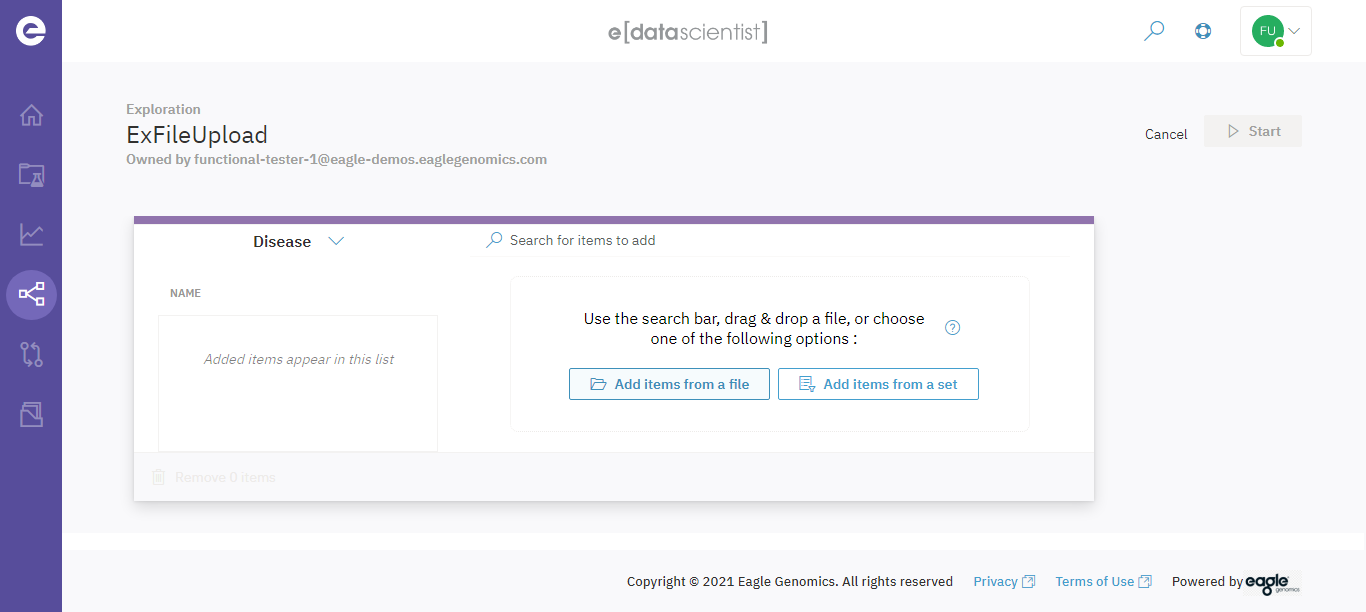 e[datascientist]
FU
Exploration
ExFileUpload
Owned by functional-tester-1@eagle-demos.eaglegenomics.com
Cancel
Start
Disease
Search for items to add
NAME
Added items appear in this list
Use the search bar, drag & drop a file, or choose
one of the following options :
?
Add items from a file
Add items from a set
Remove 0 items
Copyright © 2021 Eagle Genomics. All rights reserved
Privacy
Terms of Use
Powered by eagle genomics